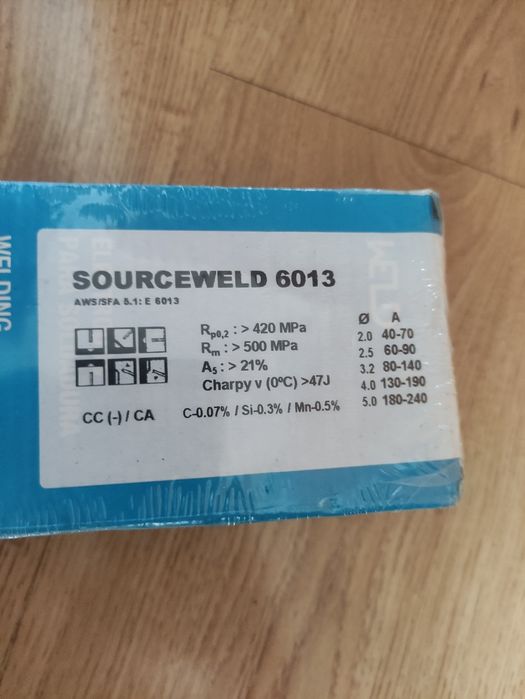 WELDING
SOURCEWELD 6013
AWS/SFA 5.1: E 6013
Rp0,2 : > 420 MPa
Rm : > 500 MPa
A5 : > 21%
Charpy v (0ºC) >47J
CC (-) / CA
C-0.07% / Si-0.3% / Mn-0.5%
Ø A
2.0 40-70
2.5 60-90
3.2 80-140
4.0 130-190
5.0 180-240